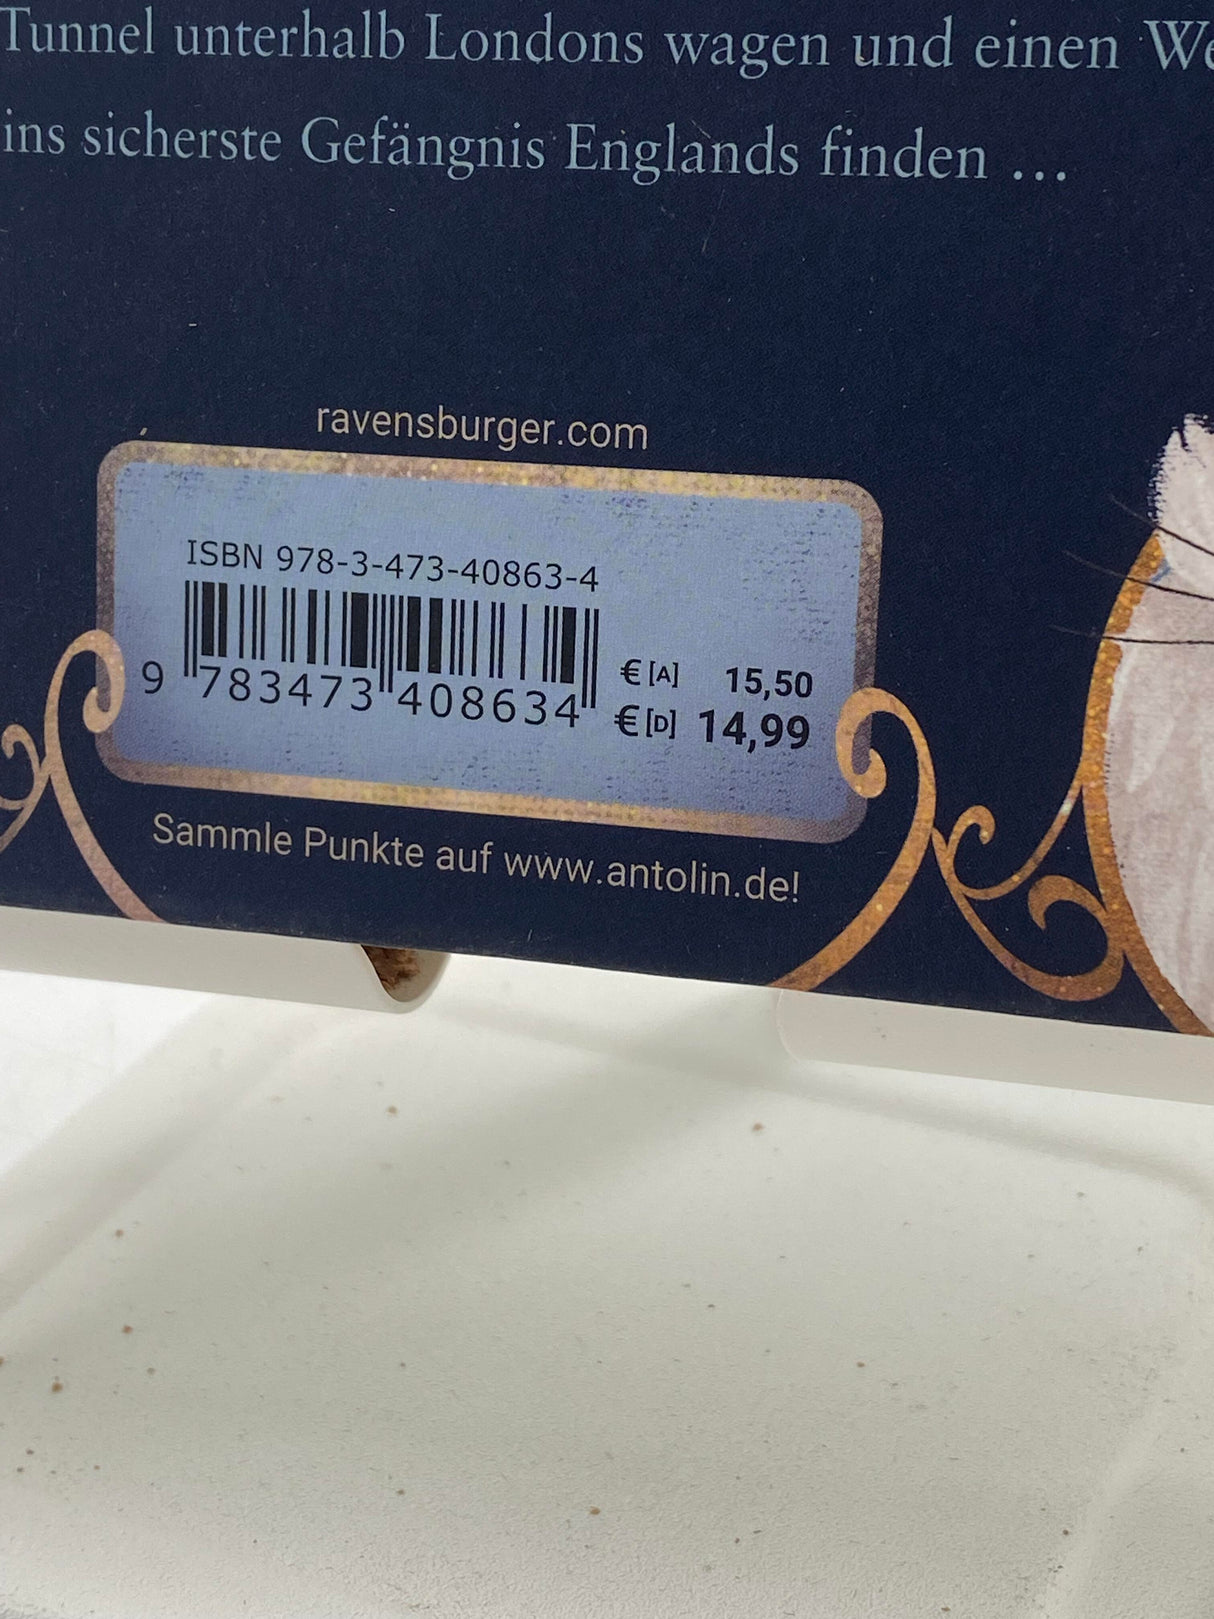 Tunnel unterhalb Londons wagen und einen
ins sicherste Gefängnis Englands finden ...
ravensburger.com
ISBN 978-3-473-40863-4
9 783473 408634
€ [A] 15,50
€ [D] 14,99
Sammle Punkte auf www.antolin.de!